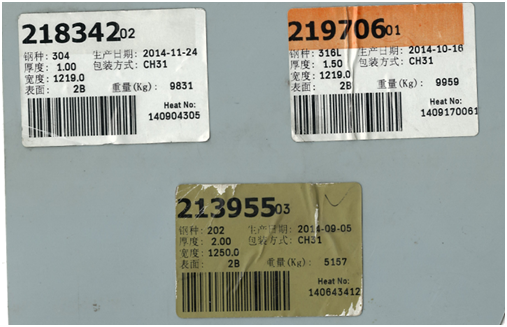 21834202
钢种: 304 生产日期: 2014-11-24
厚度: 1.00 包装方式: CH31
宽度: 1219.0
表面: 2B 重量(Kg): 9831
Heat No:
140904305
21970601
钢种: 316L 生产日期: 2014-10-16
厚度: 1.50 包装方式: CH31
宽度: 1219.0
表面: 2B 重量(Kg): 9959
Heat No:
1409170061
21395503
钢种: 202 生产日期: 2014-09-05
厚度: 2.00 包装方式: CH31
宽度: 1250.0
表面: 2B 重量(Kg): 5157
Heat No:
140643412